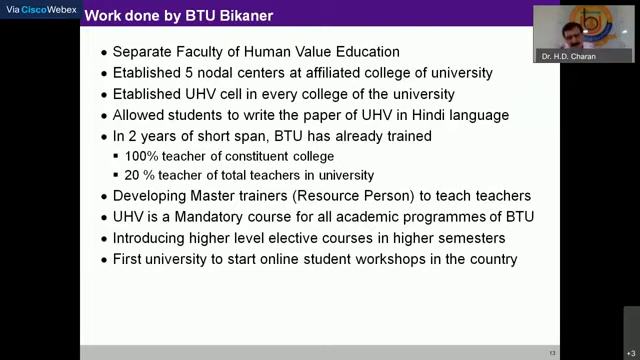 Via CiscoWebex
Work done by BTU Bikaner
Dr. H.D. Charan
• Separate Faculty of Human Value Education
• Etablished 5 nodal centers at affiliated college of university
• Etablished UHV cell in every college of the university
• Allowed students to write the paper of UHV in Hindi language
• In 2 years of short span, BTU has already trained
▪ 100% teacher of constituent college
▪ 20 % teacher of total teachers in university
• Developing Master trainers (Resource Person) to teach teachers
• UHV is a Mandatory course for all academic programmes of BTU
• Introducing higher level elective courses in higher semesters
• First university to start online student workshops in the country
13
+3